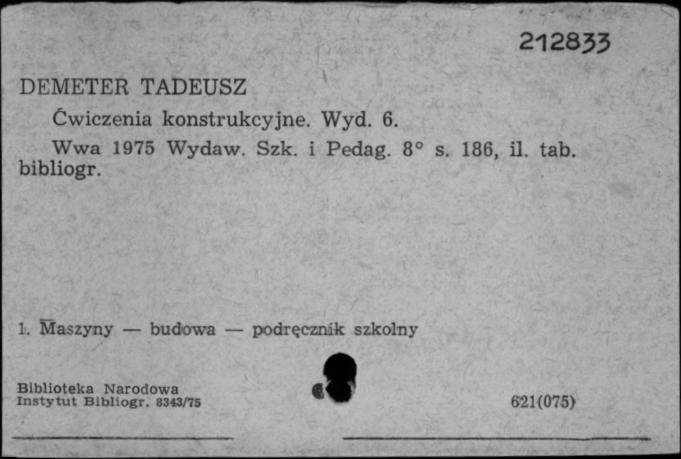 212833
DEMETER TADEUSZ
Ćwiczenia konstrukcyjne. Wyd. 6.
Wwa 1975 Wydaw. Szk. i Pedag. 8° s. 186, il. tab.
bibliogr.
1. Maszyny — budowa — podręcznik szkolny
Biblioteka Narodowa
Instytut Bibliogr. 8343/75
621(075)